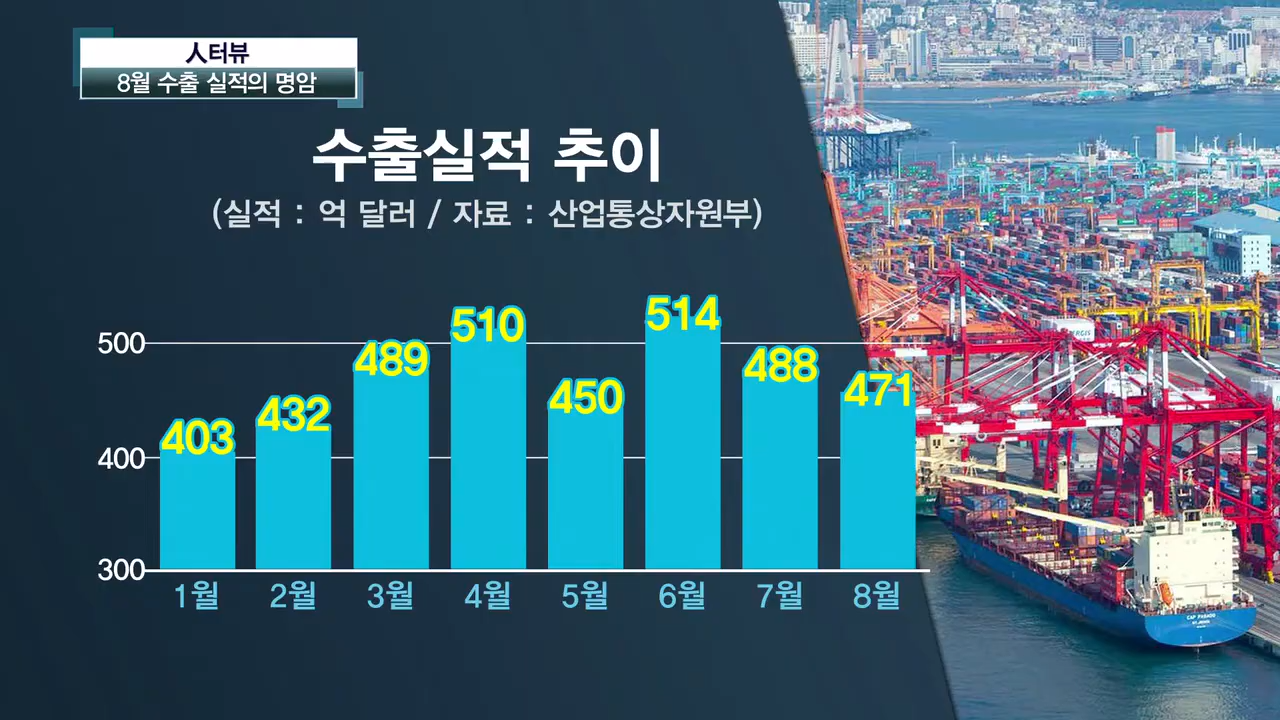 人터뷰
8월 수출 실적의 명암
수출실적 추이
(실적 : 억 달러 / 자료 : 산업통상자원부)
500
400
300
403
432
489
510
450
514
488
471
1월 2월 3월 4월 5월 6월 7월 8월